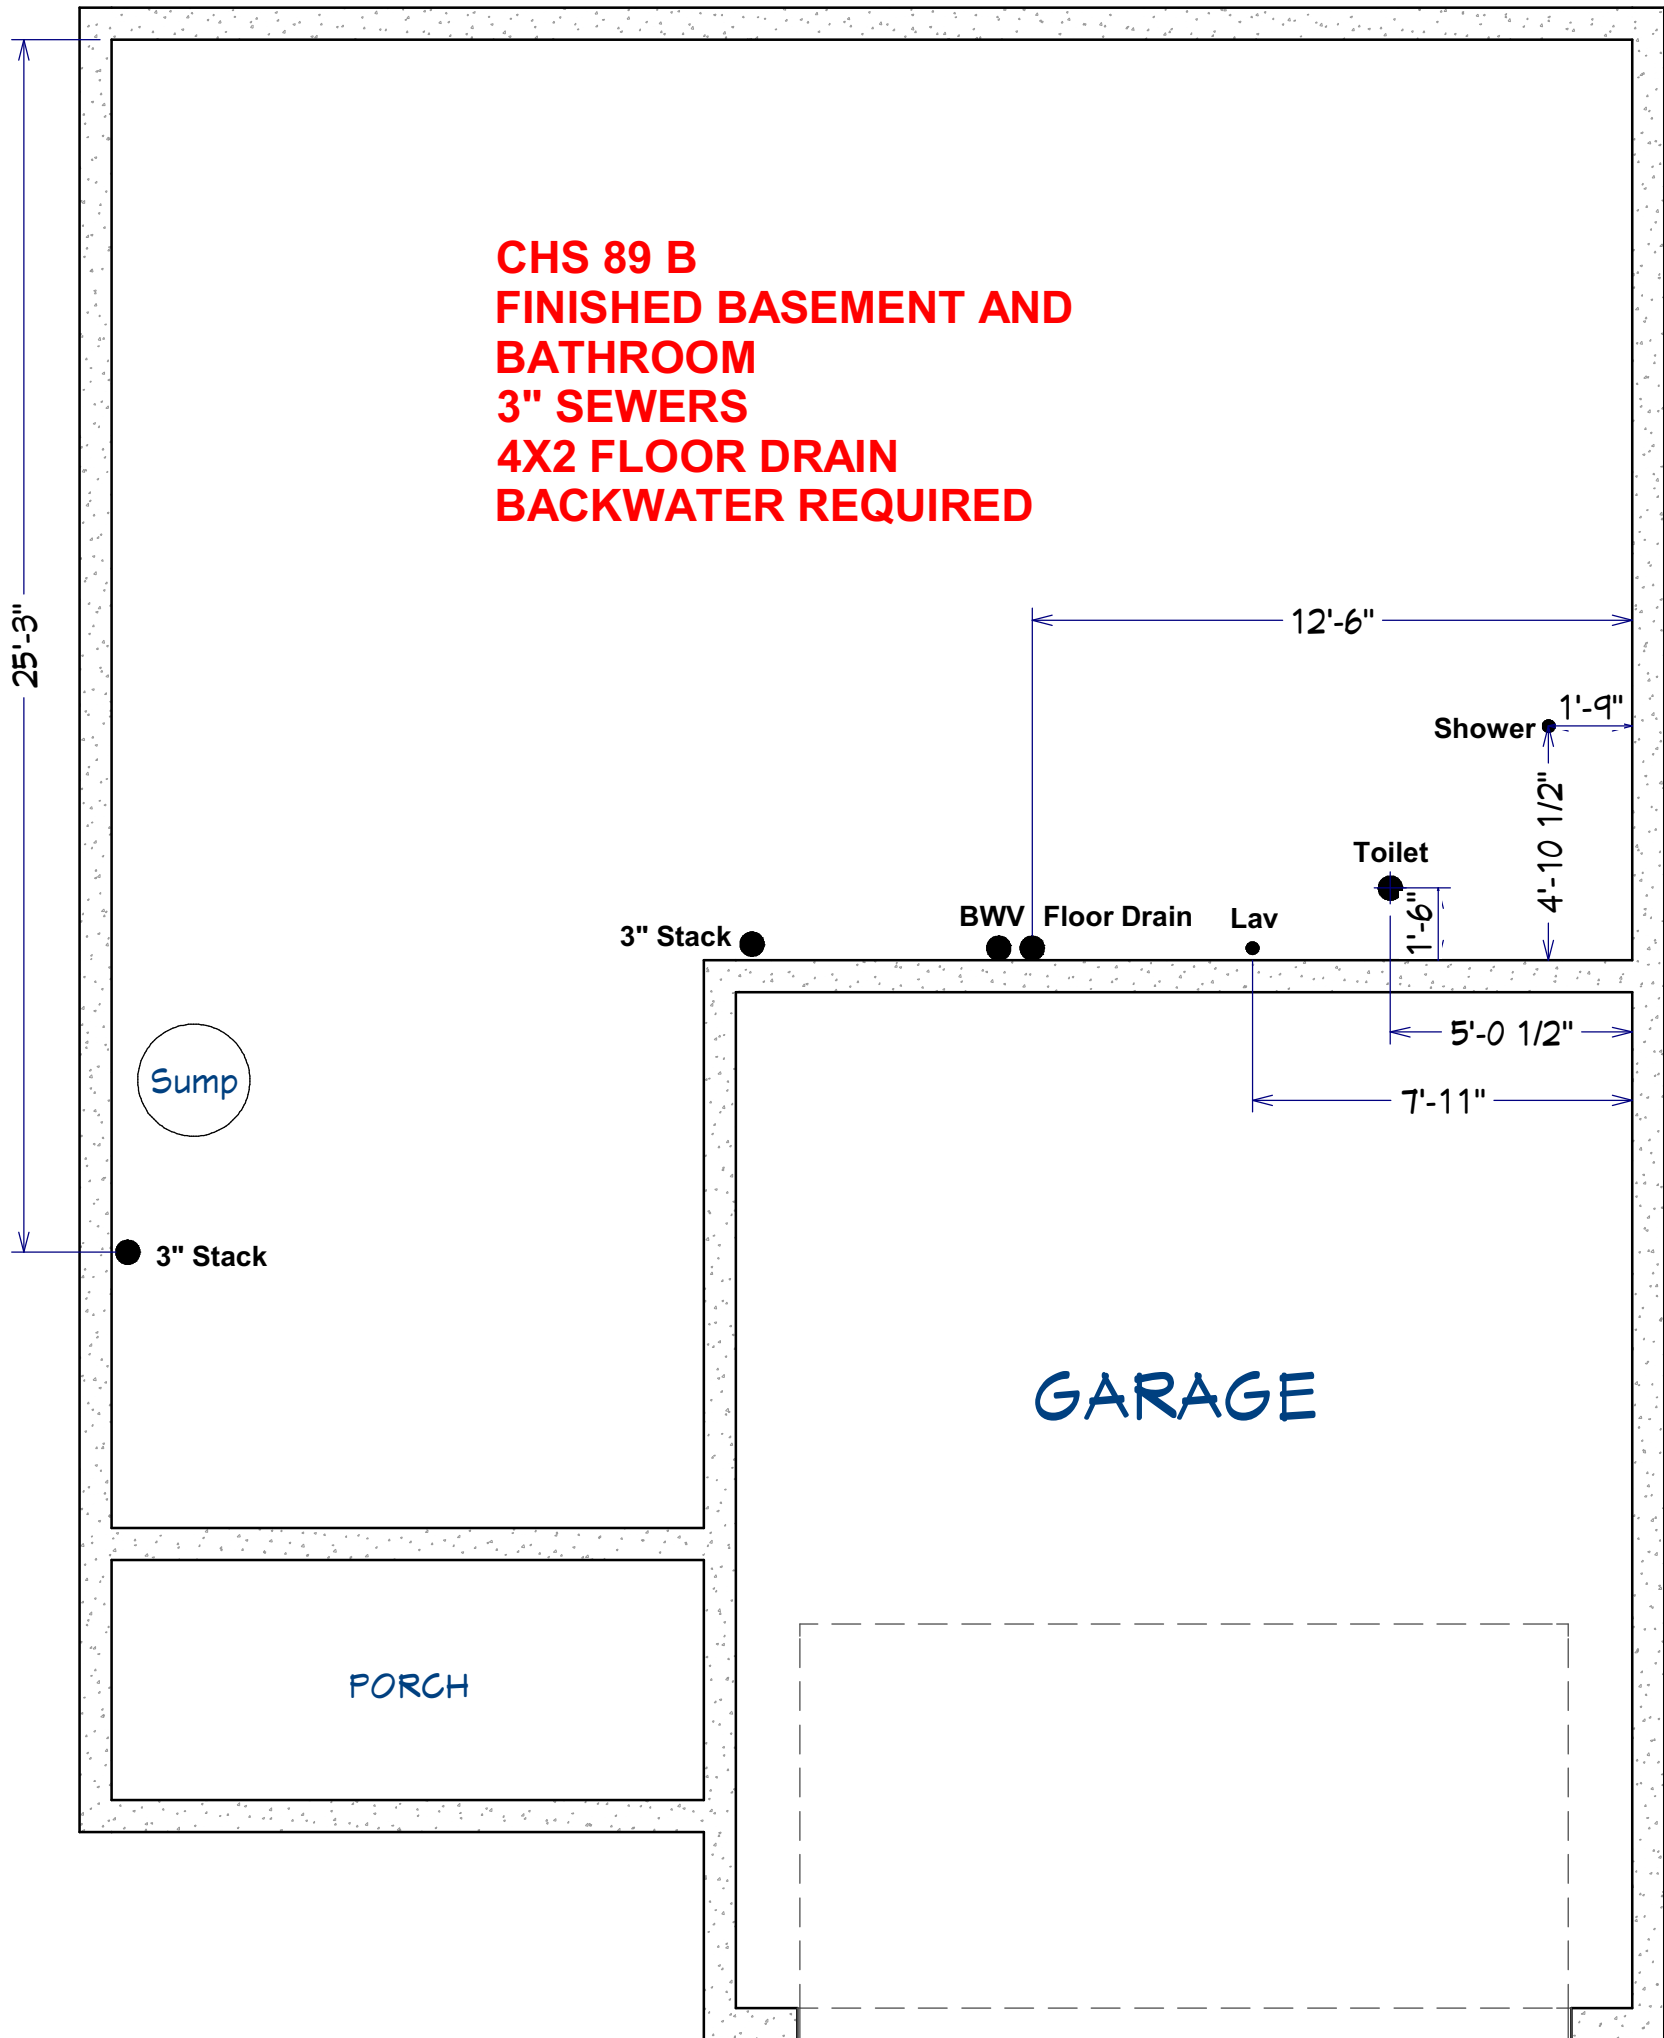 CHS 89 B
FINISHED BASEMENT AND
BATHROOM
3" SEWERS
4X2 FLOOR DRAIN
BACKWATER REQUIRED
25'-3"
12'-6"
1'-9"
Shower
4'-10 1/2"
Toilet
1'-6"
3" Stack
BWV
Floor Drain
Lav
5'-0 1/2"
7'-11"
Sump
3" Stack
GARAGE
PORCH